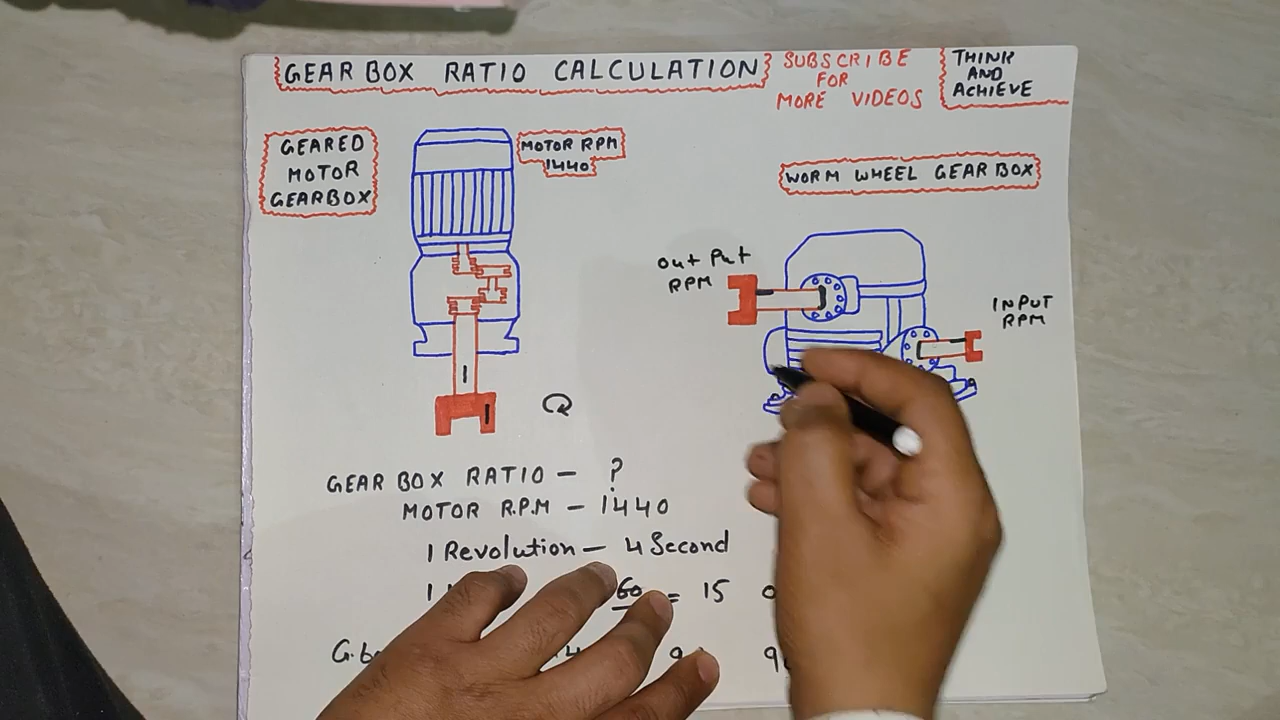 GEAR BOX RATIO CALCULATION
SUBSCRIBE
FOR
MORE VIDEOS
THINK
AND
ACHIEVE
GEARED
MOTOR
GEARBOX
MOTOR RPM
1440
WORM WHEEL GEAR BOX
Out Put
RPM
INPUT
RPM
GEAR BOX RATIO — ?
MOTOR R.P.M — 1440
1 Revolution — 4 Second
60 = 15